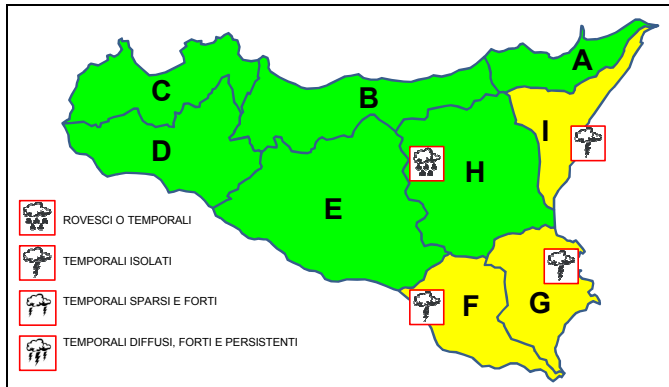 A
C
B
I
D
H
E
ROVESCI O TEMPORALI
TEMPORALI ISOLATI
F
G
TEMPORALI SPARSI E FORTI
TEMPORALI DIFFUSI, FORTI E PERSISTENTI